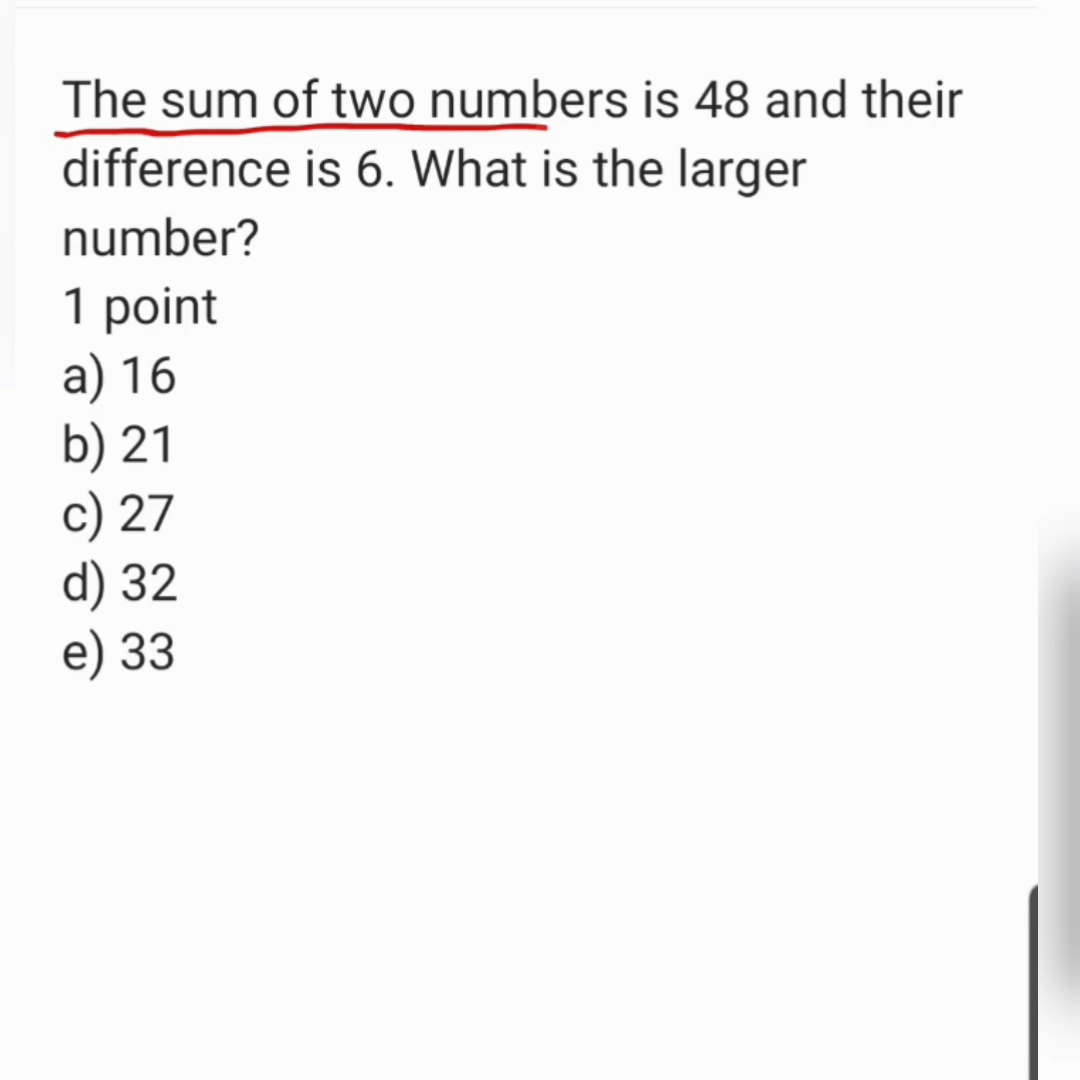 The sum of two numbers is 48 and their
difference is 6. What is the larger
number?
1 point
a) 16
b) 21
c) 27
d) 32
e) 33